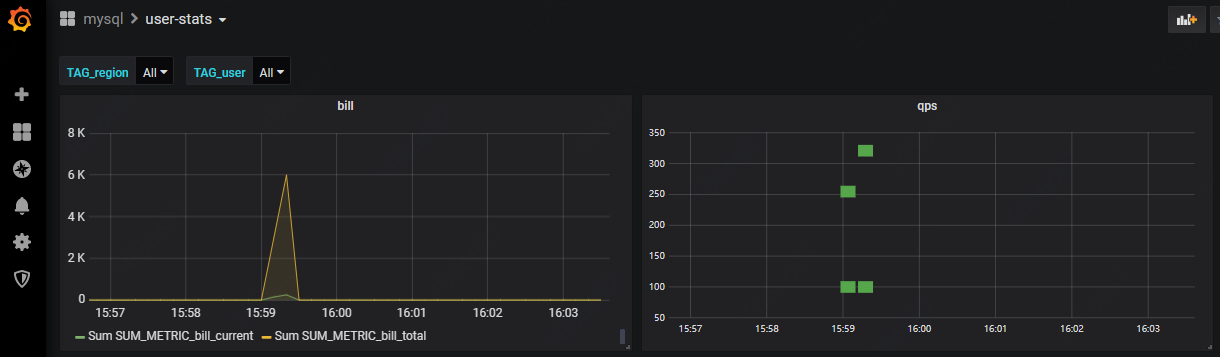 mysql > user-stats
TAG_region All TAG_user All
bill
8 K
6 K
4 K
2 K
0
15:57 15:58 15:59 16:00 16:01 16:02 16:03
Sum SUM_METRIC_bill_current Sum SUM_METRIC_bill_total
qps
350
300
250
200
150
100
50
15:57 15:58 15:59 16:00 16:01 16:02 16:03